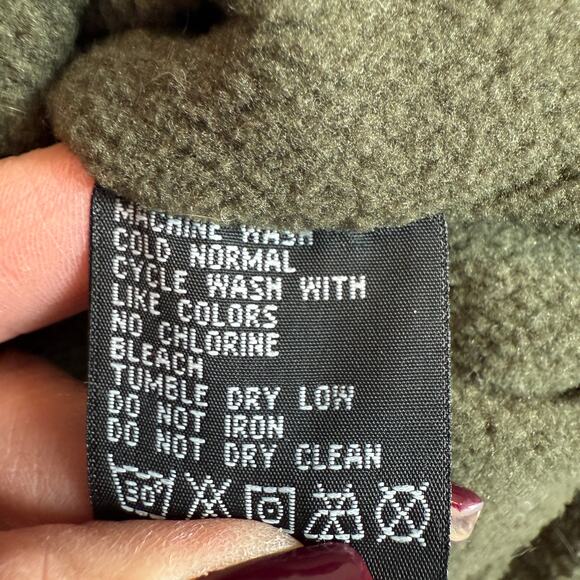 MACHINE WASH
COLD NORMAL
CYCLE WASH WITH
LIKE COLORS
NO CHLORINE
BLEACH
TUMBLE DRY LOW
DO NOT IRON
DO NOT DRY CLEAN
30°